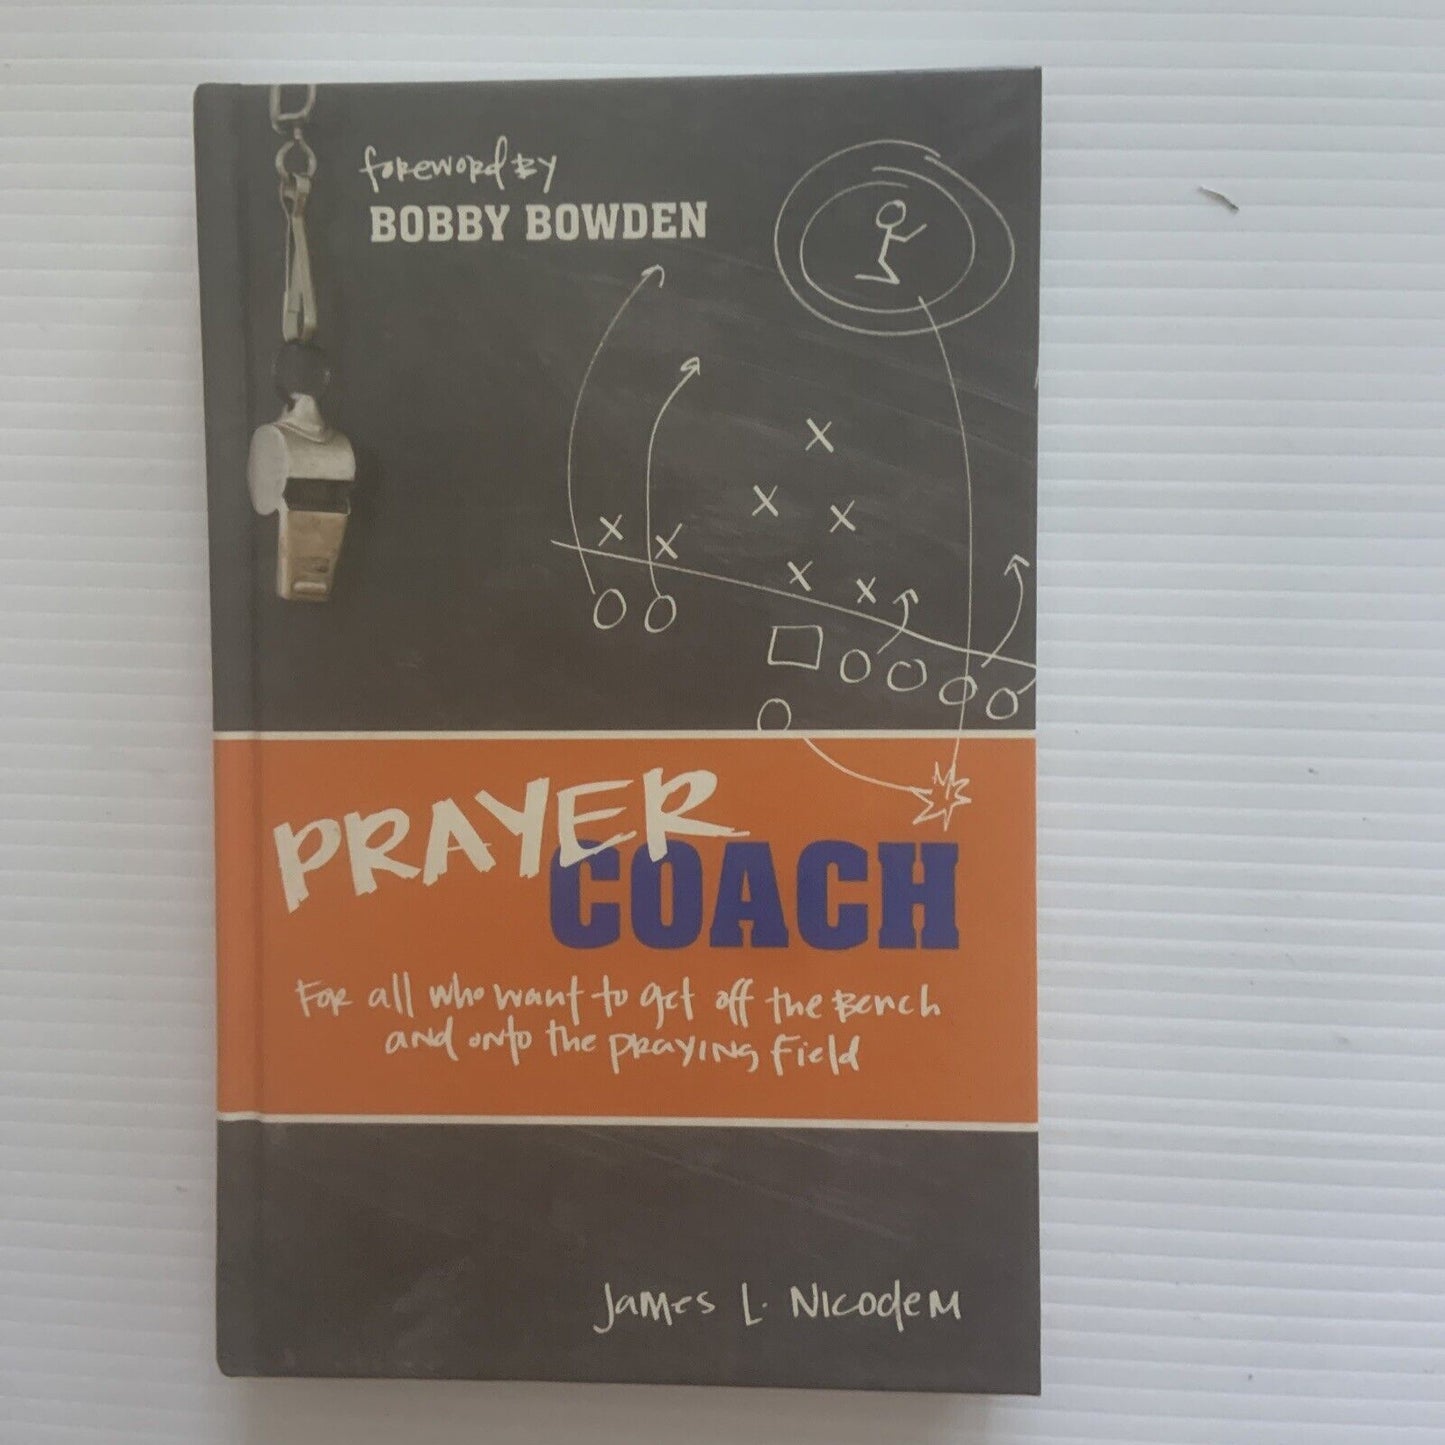 foreword by
BOBBY BOWDEN
X
X
X
X
X
X
X
O O
O O O O
O
PRAYER
COACH
For all who want to get off the Bench
and onto the praying field
James L. Nicodem